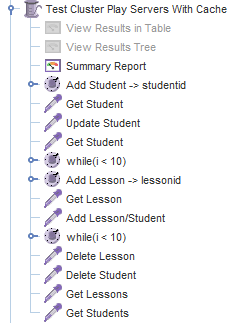 Test Cluster Play Servers With Cache
View Results in Table
View Results Tree
Summary Report
Add Student -> studentid
Get Student
Update Student
Get Student
while(i < 10)
Add Lesson -> lessonid
Get Lesson
Add Lesson/Student
while(i < 10)
Delete Lesson
Delete Student
Get Lessons
Get Students